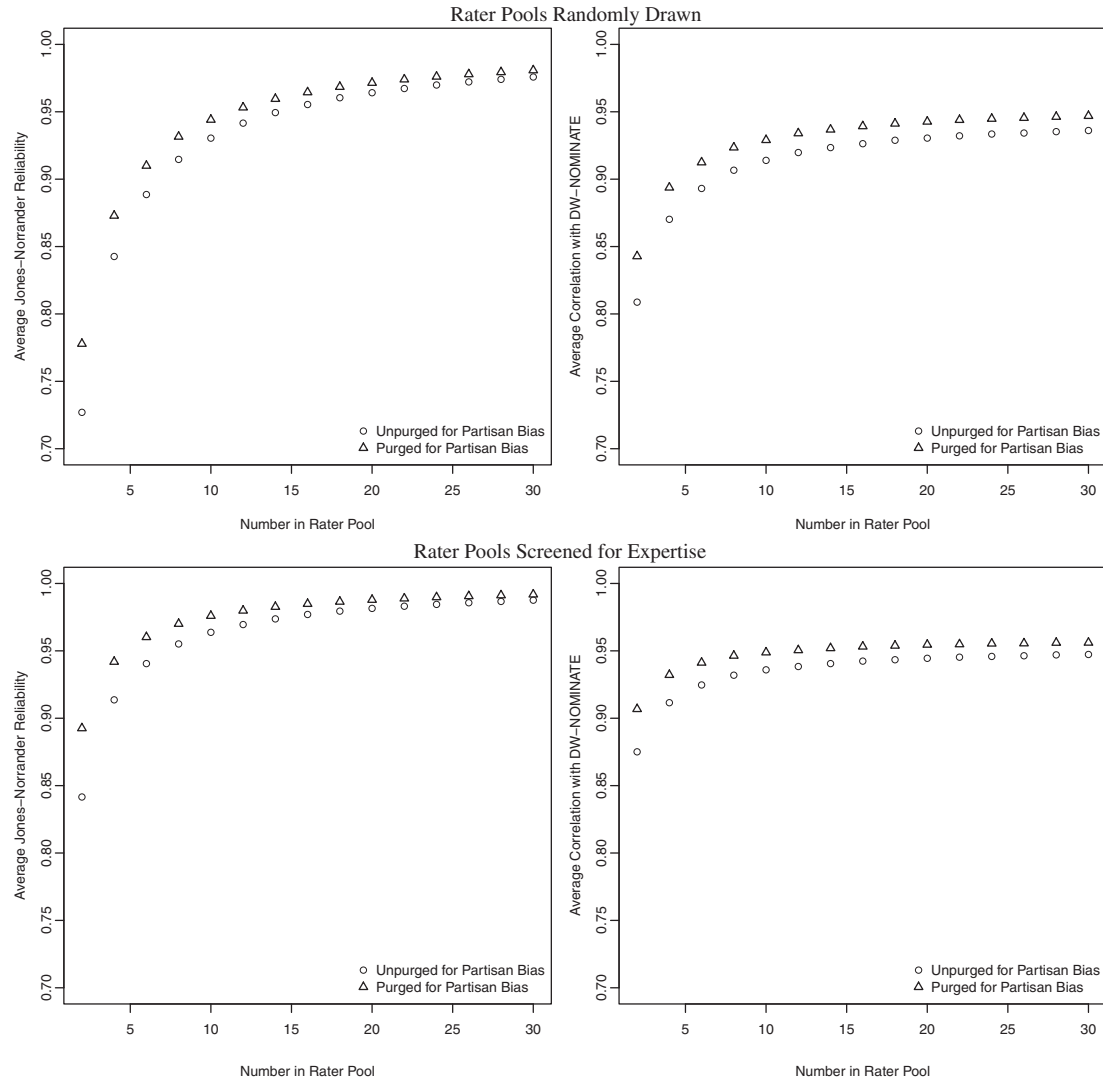 Rater Pools Randomly Drawn
Average Jones−Norrander Reliability
1.00
0.95
0.90
0.85
0.80
0.75
0.70
Unpurged for Partisan Bias
Purged for Partisan Bias
5 10 15 20 25 30
Number in Rater Pool
Average Correlation with DW−NOMINATE
1.00
0.95
0.90
0.85
0.80
0.75
0.70
Unpurged for Partisan Bias
Purged for Partisan Bias
5 10 15 20 25 30
Number in Rater Pool
Rater Pools Screened for Expertise
Average Jones−Norrander Reliability
1.00
0.95
0.90
0.85
0.80
0.75
0.70
Unpurged for Partisan Bias
Purged for Partisan Bias
5 10 15 20 25 30
Number in Rater Pool
Average Correlation with DW−NOMINATE
1.00
0.95
0.90
0.85
0.80
0.75
0.70
Unpurged for Partisan Bias
Purged for Partisan Bias
5 10 15 20 25 30
Number in Rater Pool